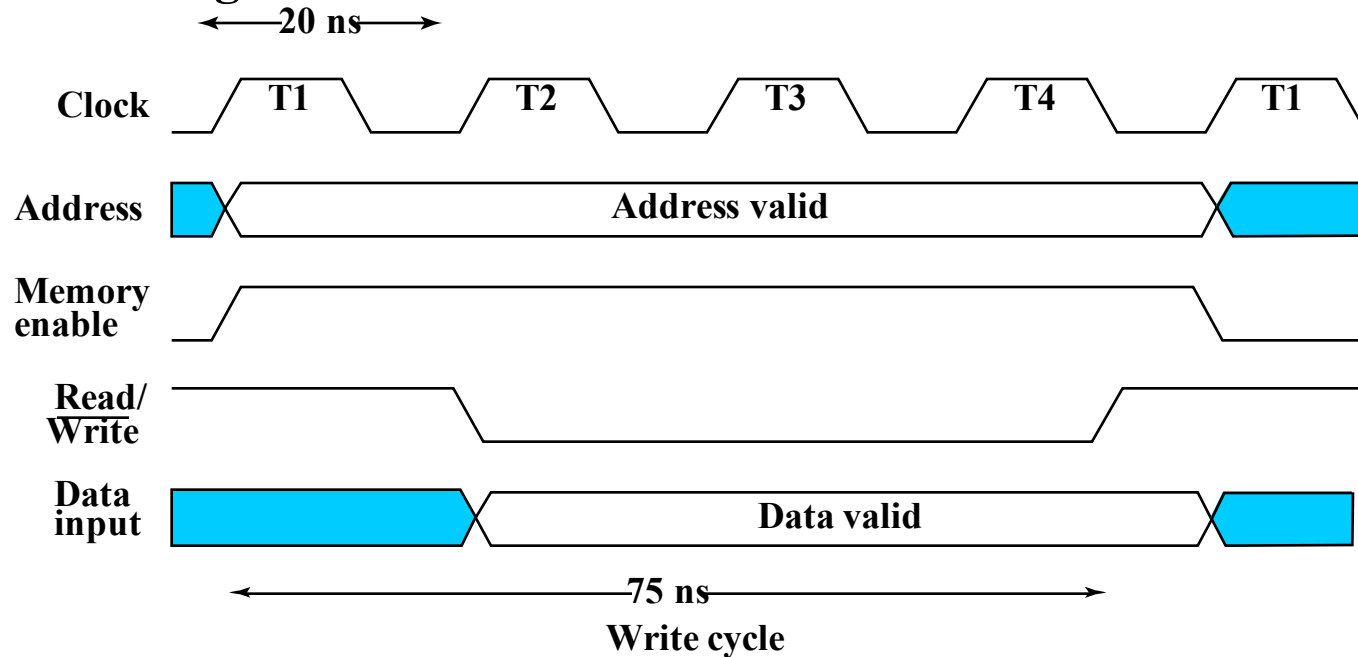 20 ns
Clock
T1 T2 T3 T4 T1
Address
Address valid
Memory
enable
Read/
Write
Data
input
Data valid
75 ns
Write cycle